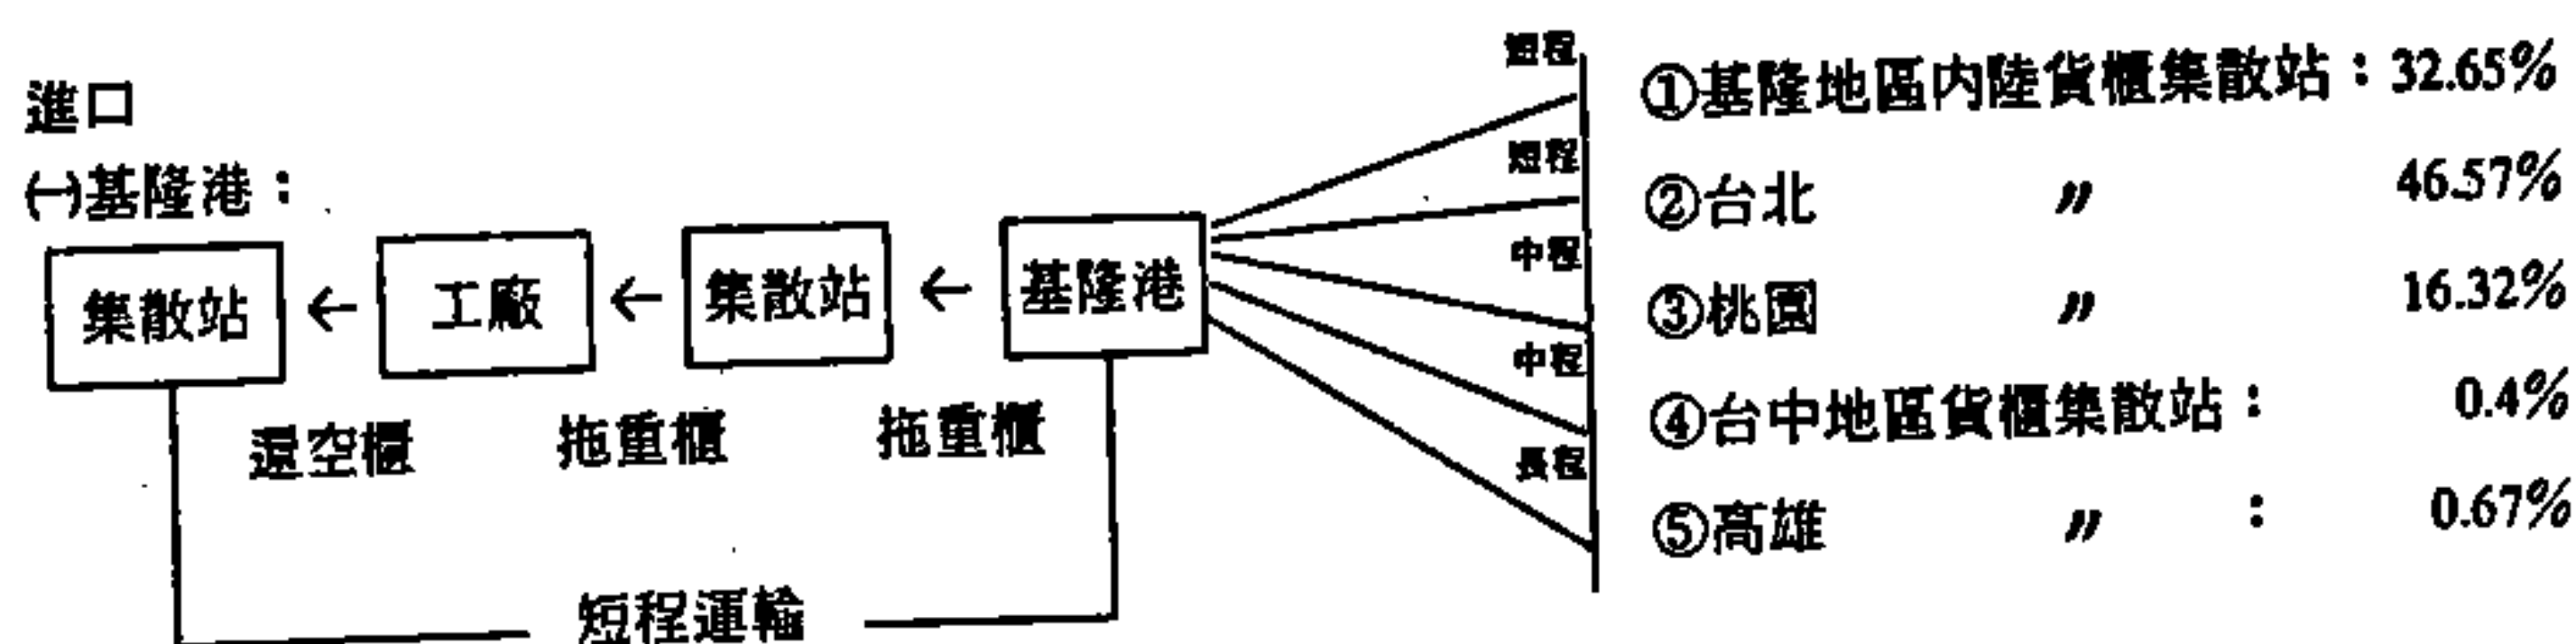 進口
㈠基隆港：
集散站 ← 工廠 ← 集散站 ← 基隆港
還空櫃 拖重櫃 拖重櫃
短程運輸
短程 ①基隆地區內陸貨櫃集散站：32.65%
短程 ②台北 〃 46.57%
中程 ③桃園 〃 16.32%
中程 ④台中地區貨櫃集散站： 0.4%
長程 ⑤高雄 〃 ： 0.67%